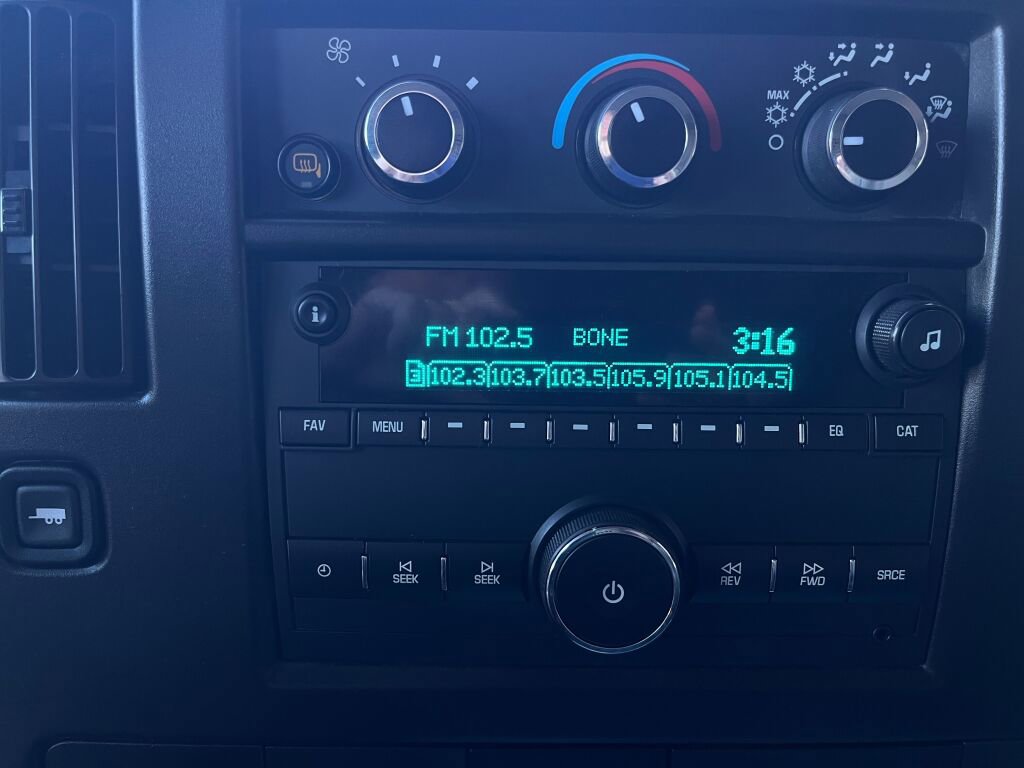 MAX
i
FM 102.5 BONE 3:16
3 102.3 103.7 103.5 105.9 105.1 104.5
FAV MENU EQ CAT
SEEK SEEK REV FWD SRCE